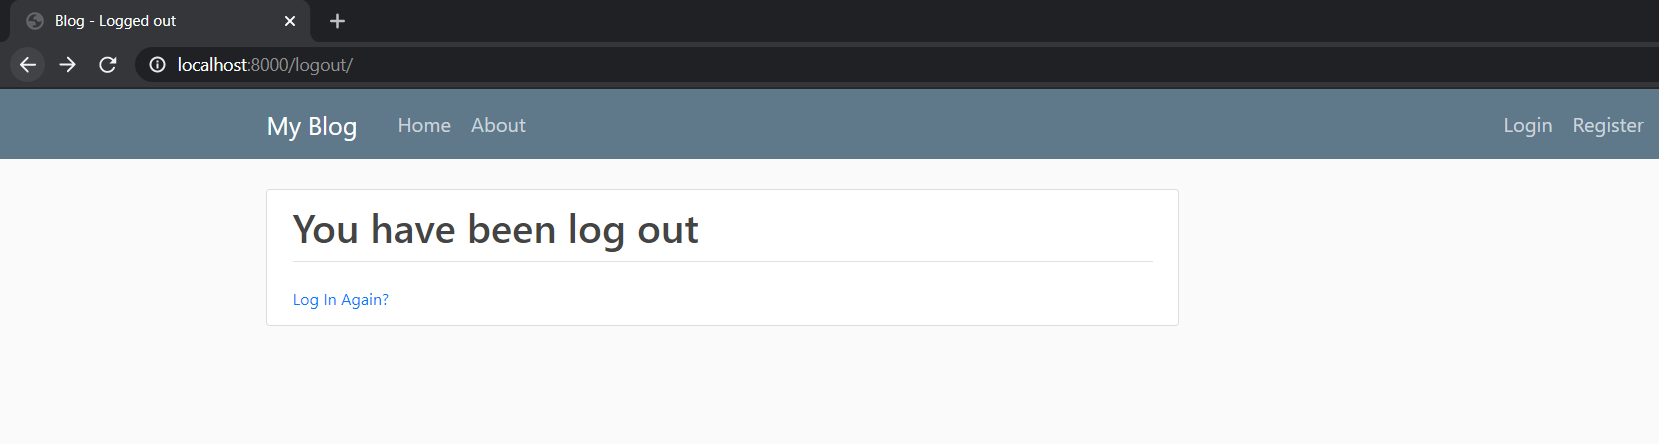 Blog - Logged out
localhost:8000/logout/
My Blog Home About Login Register
You have been log out
Log In Again?